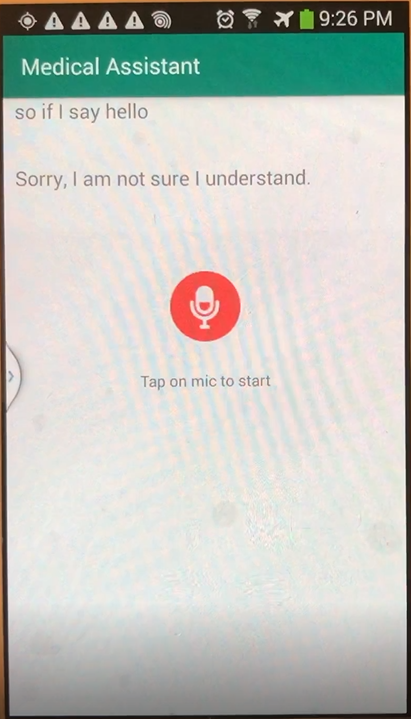 9:26 PM
Medical Assistant
so if I say hello
Sorry, I am not sure I understand.
Tap on mic to start